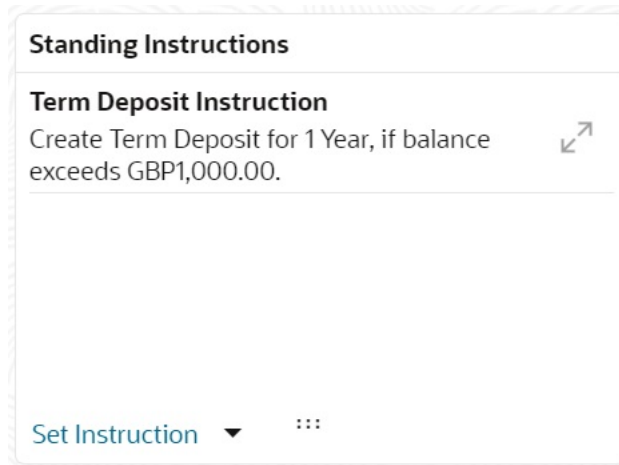 Standing Instructions
Term Deposit Instruction
Create Term Deposit for 1 Year, if balance
exceeds GBP1,000.00.
Set Instruction